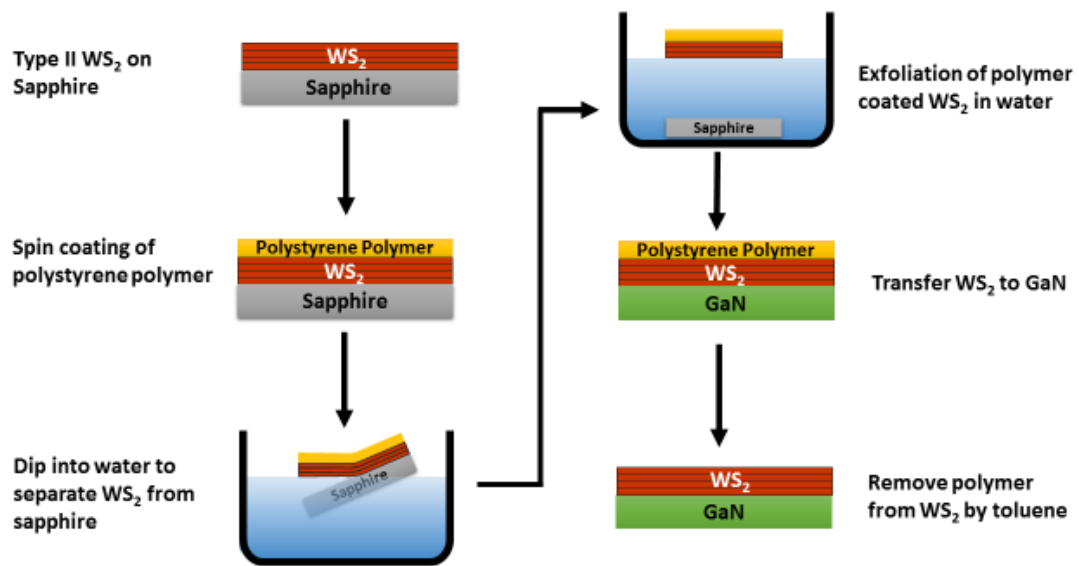 Type II WS₂ on
Sapphire
WS₂
Sapphire
Spin coating of
polystyrene polymer
Polystyrene Polymer
WS₂
Sapphire
Dip into water to
separate WS₂ from
sapphire
Sapphire
Sapphire
Exfoliation of polymer
coated WS₂ in water
Polystyrene Polymer
WS₂
GaN
Transfer WS₂ to GaN
WS₂
GaN
Remove polymer
from WS₂ by toluene